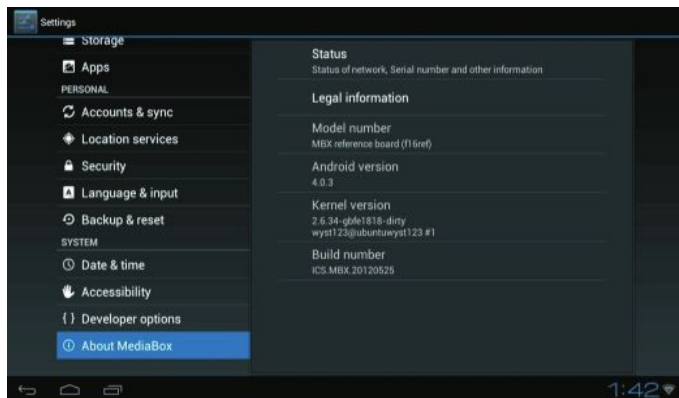 Settings
Storage
Apps
PERSONAL
Accounts & sync
Location services
Security
Language & input
Backup & reset
SYSTEM
Date & time
Accessibility
{ } Developer options
About MediaBox
Status
Status of network, Serial number and other information
Legal information
Model number
MBX reference board (f16ref)
Android version
4.0.3
Kernel version
2.6.34-gbfe1818-dirty
wyst123@ubuntuwyst123 #1
Build number
ICS.MBX.20120525
1:42